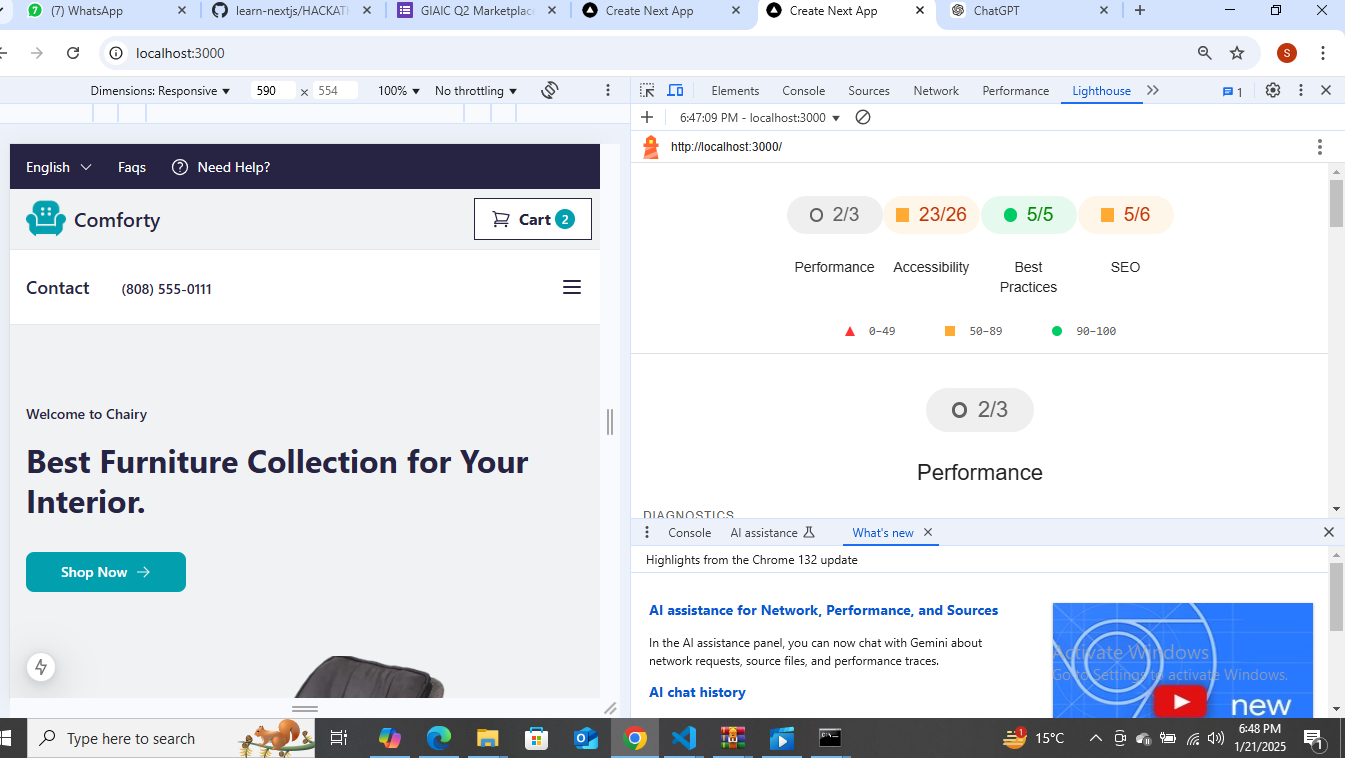 (7) WhatsApp
learn-nextjs/HACKATH
GIAIC Q2 Marketplace
Create Next App
Create Next App
ChatGPT
localhost:3000
S
Dimensions: Responsive
590 × 554
100%
No throttling
Elements
Console
Sources
Network
Performance
Lighthouse
1
6:47:09 PM - localhost:3000
http://localhost:3000/
English
Faqs
Need Help?
Comforty
Cart 2
Contact
(808) 555-0111
Welcome to Chairy
Best Furniture Collection for Your
Interior.
Shop Now
2/3
23/26
5/5
5/6
Performance
Accessibility
Best
Practices
SEO
0–49
50–89
90–100
2/3
Performance
DIAGNOSTICS
Console
AI assistance
What's new
Highlights from the Chrome 132 update
AI assistance for Network, Performance, and Sources
In the AI assistance panel, you can now chat with Gemini about
network requests, source files, and performance traces.
AI chat history
Activate Windows
Go to Settings to activate Windows.
new
Type here to search
1
15°C
6:48 PM
1/21/2025
1